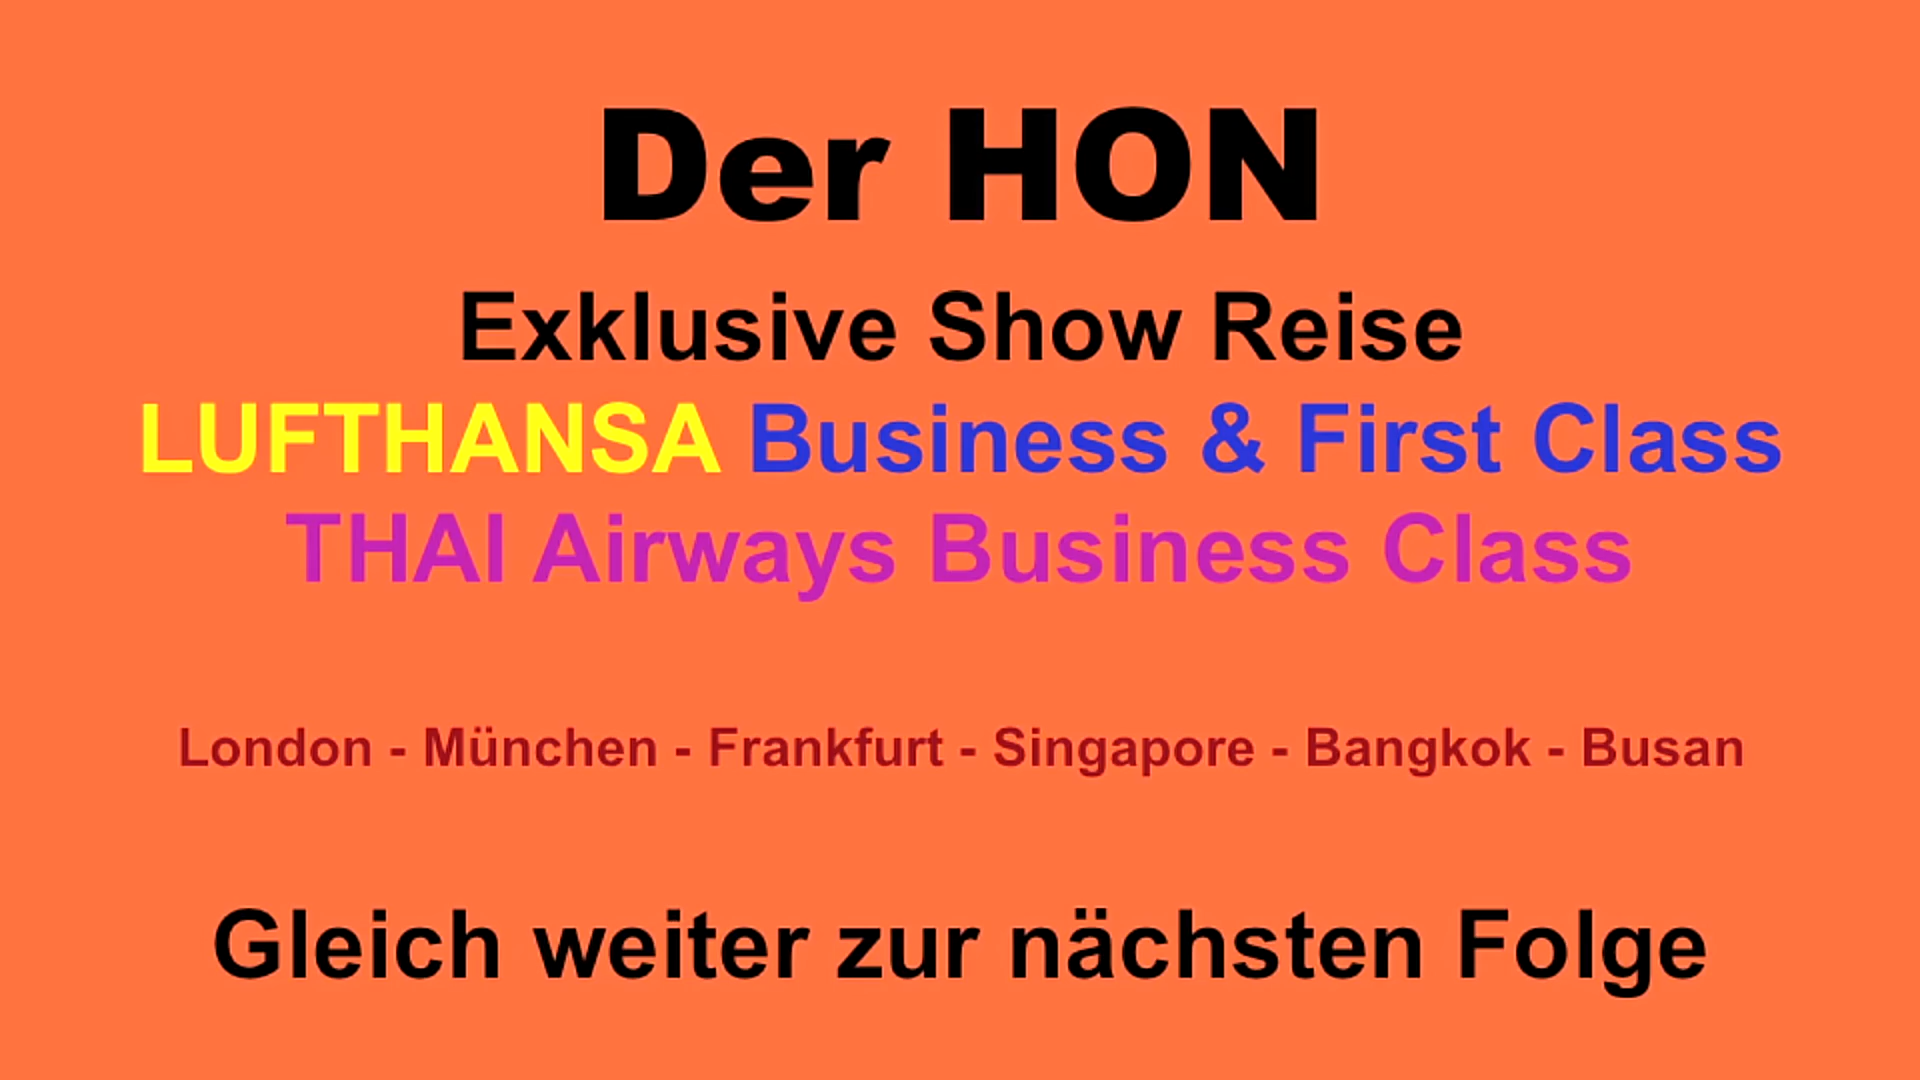 Der HON
Exklusive Show Reise
LUFTHANSA Business & First Class
THAI Airways Business Class
London - München - Frankfurt - Singapore - Bangkok - Busan
Gleich weiter zur nächsten Folge